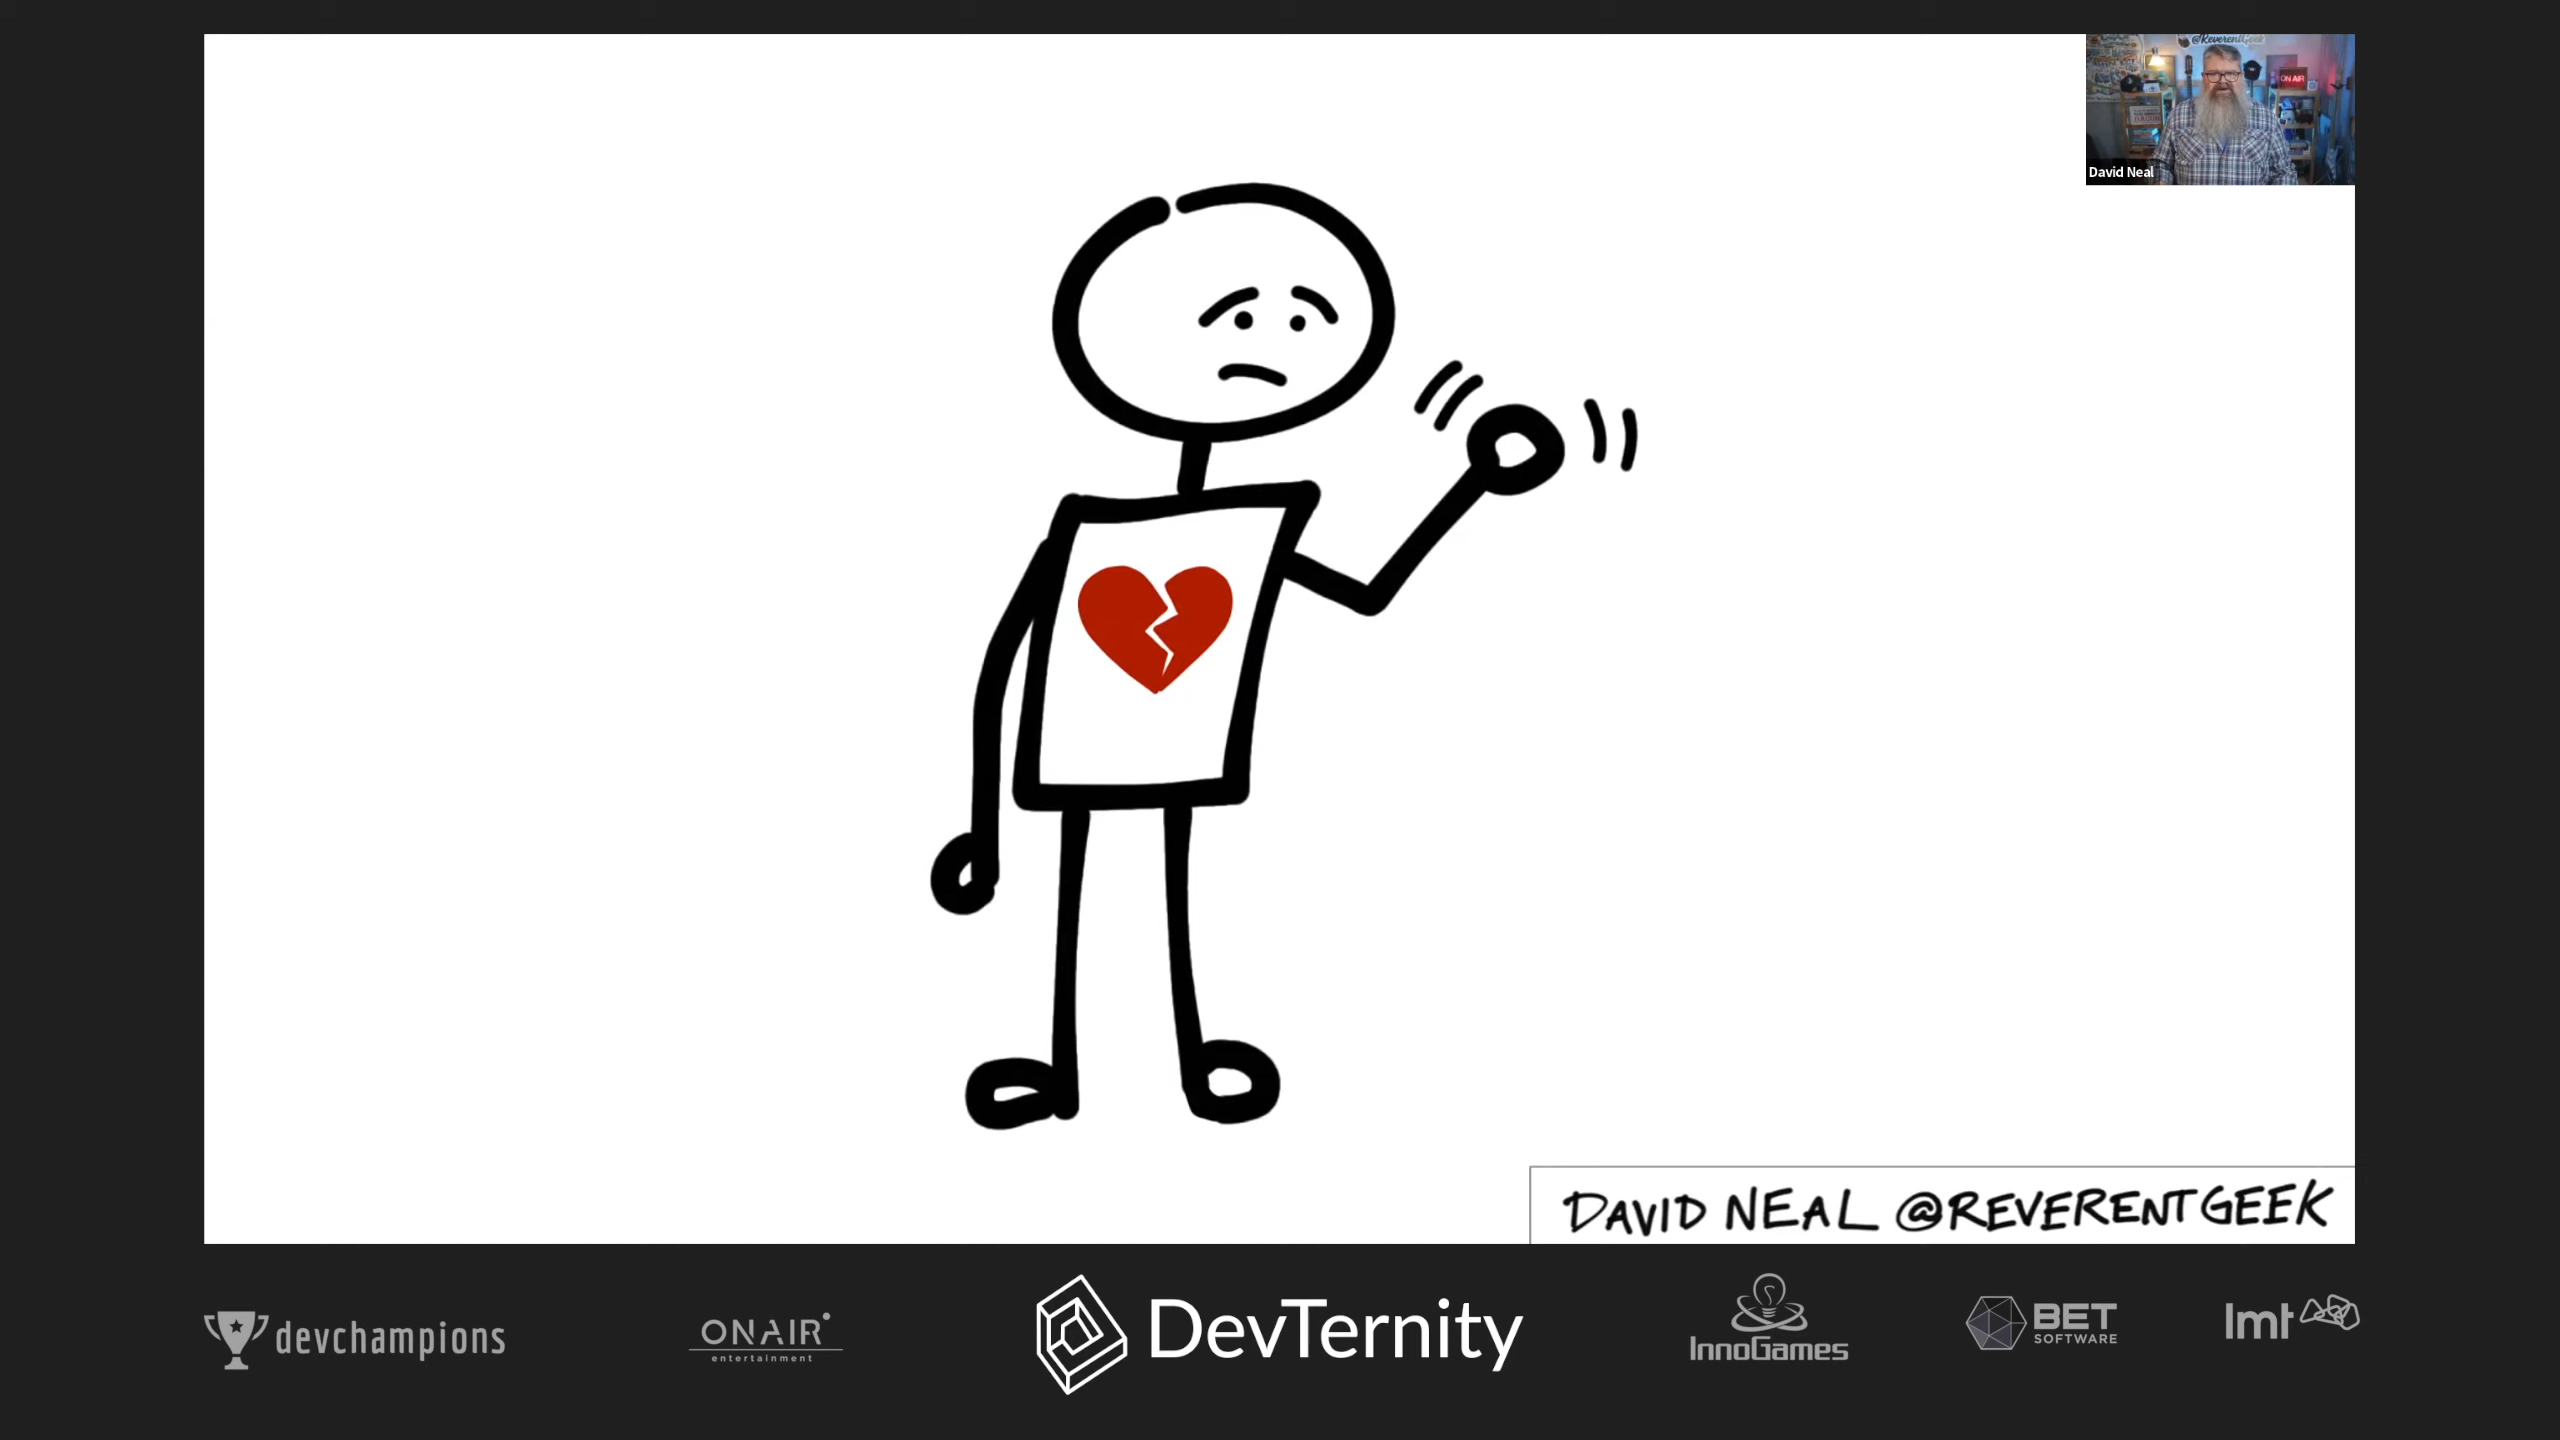 @ReverentGeek
ON AIR
David Neal
DAVID NEAL @REVERENTGEEK
devchampions
ONAIR
entertainment
DevTernity
InnoGames
BET
SOFTWARE
lmt